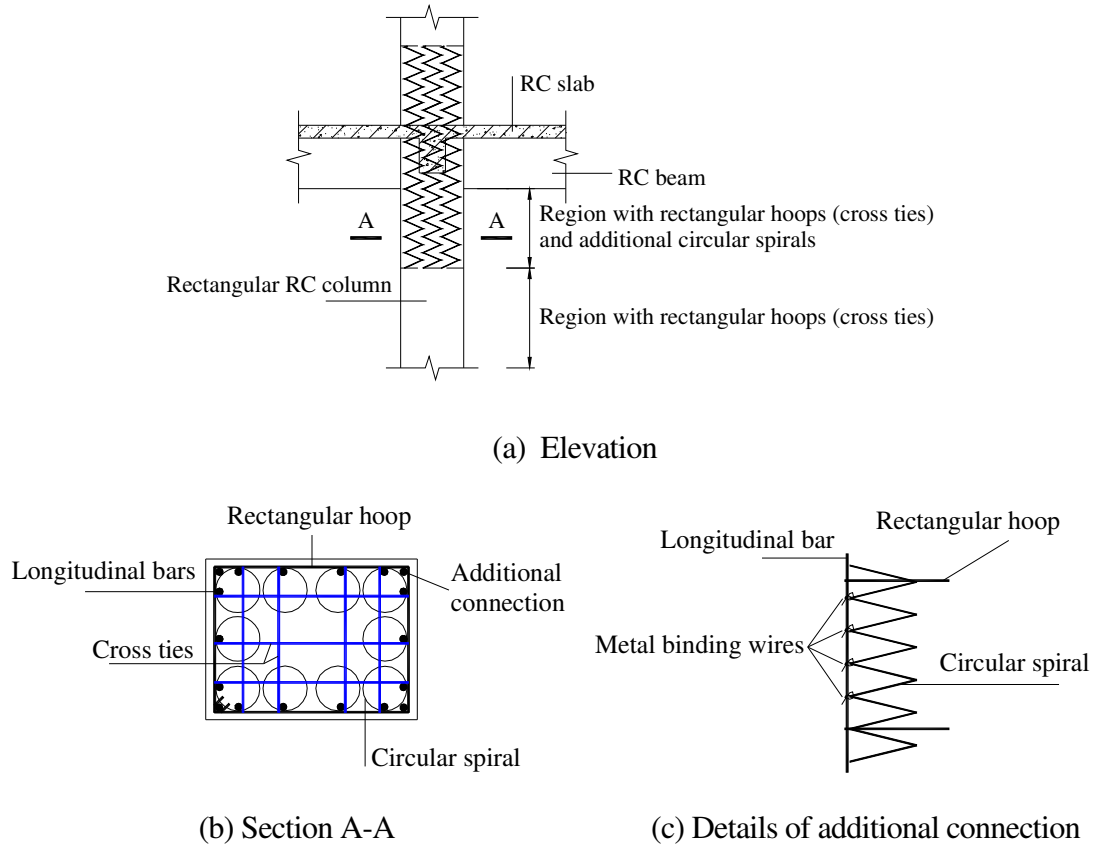 RC slab
RC beam
A
A
Region with rectangular hoops (cross ties)
and additional circular spirals
Rectangular RC column
Region with rectangular hoops (cross ties)
(a) Elevation
Rectangular hoop
Longitudinal bars
Additional
connection
Cross ties
Circular spiral
(b) Section A-A
Rectangular hoop
Longitudinal bar
Metal binding wires
Circular spiral
(c) Details of additional connection